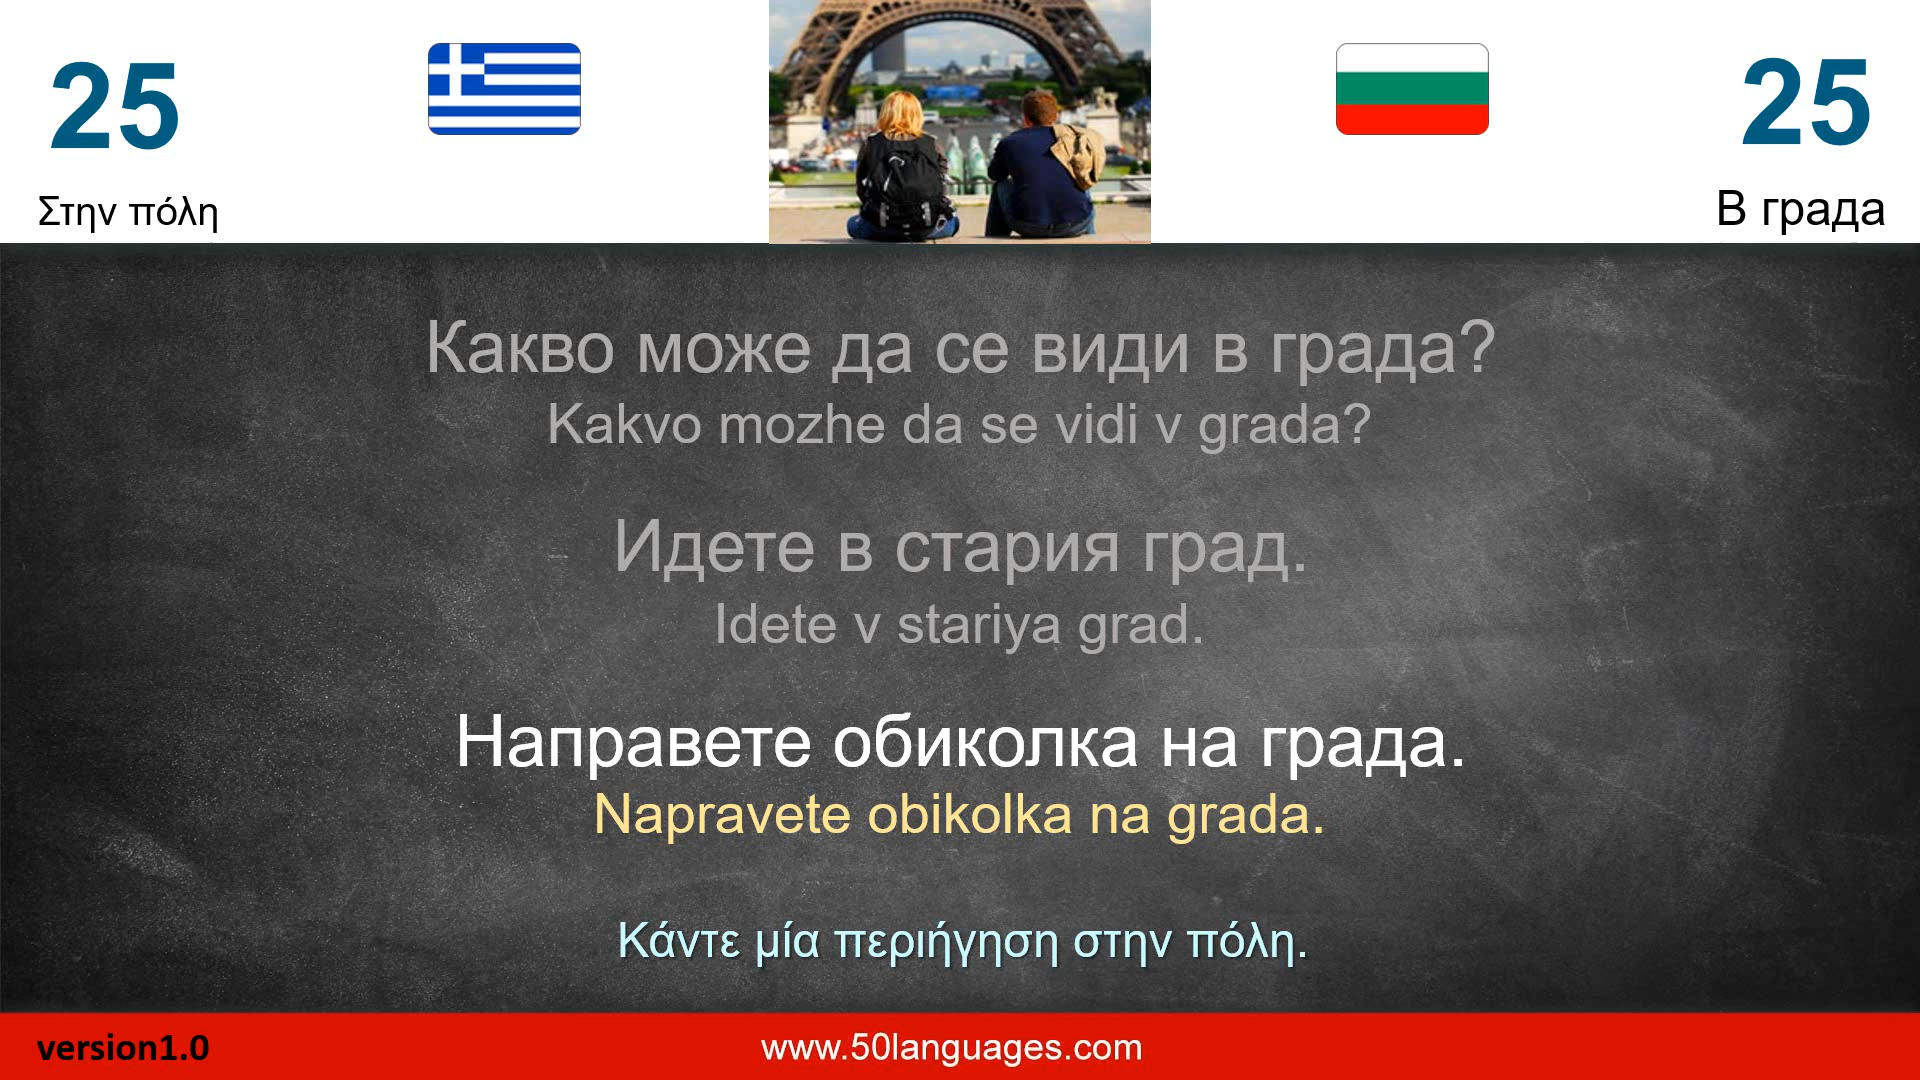 25
25
Στην πόλη
В града
Какво може да се види в града?
Kakvo mozhe da se vidi v grada?
Идете в стария град.
Idete v stariya grad.
Направете обиколка на града.
Napravete obikolka na grada.
Κάντε μία περιήγηση στην πόλη.
version1.0
www.50languages.com